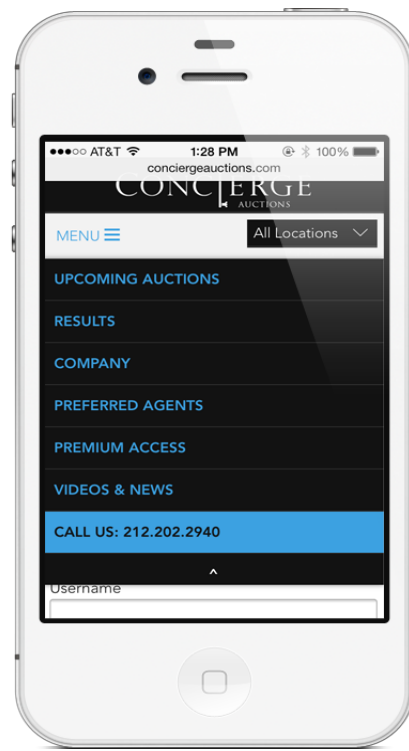 AT&T 1:28 PM 100%
conciergeauctions.com
CONCIERGE
AUCTIONS
MENU All Locations
UPCOMING AUCTIONS
RESULTS
COMPANY
PREFERRED AGENTS
PREMIUM ACCESS
VIDEOS & NEWS
CALL US: 212.202.2940
Username